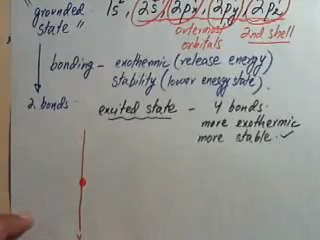 "grounded 1s², (2s), (2px), (2py), (2pz)
state"
outermost orbitals
2nd shell
bonding - exothermic (release energy)
stability (lower energy state).
2 bonds.
excited state - 4 bonds.
more exothermic
more stable.